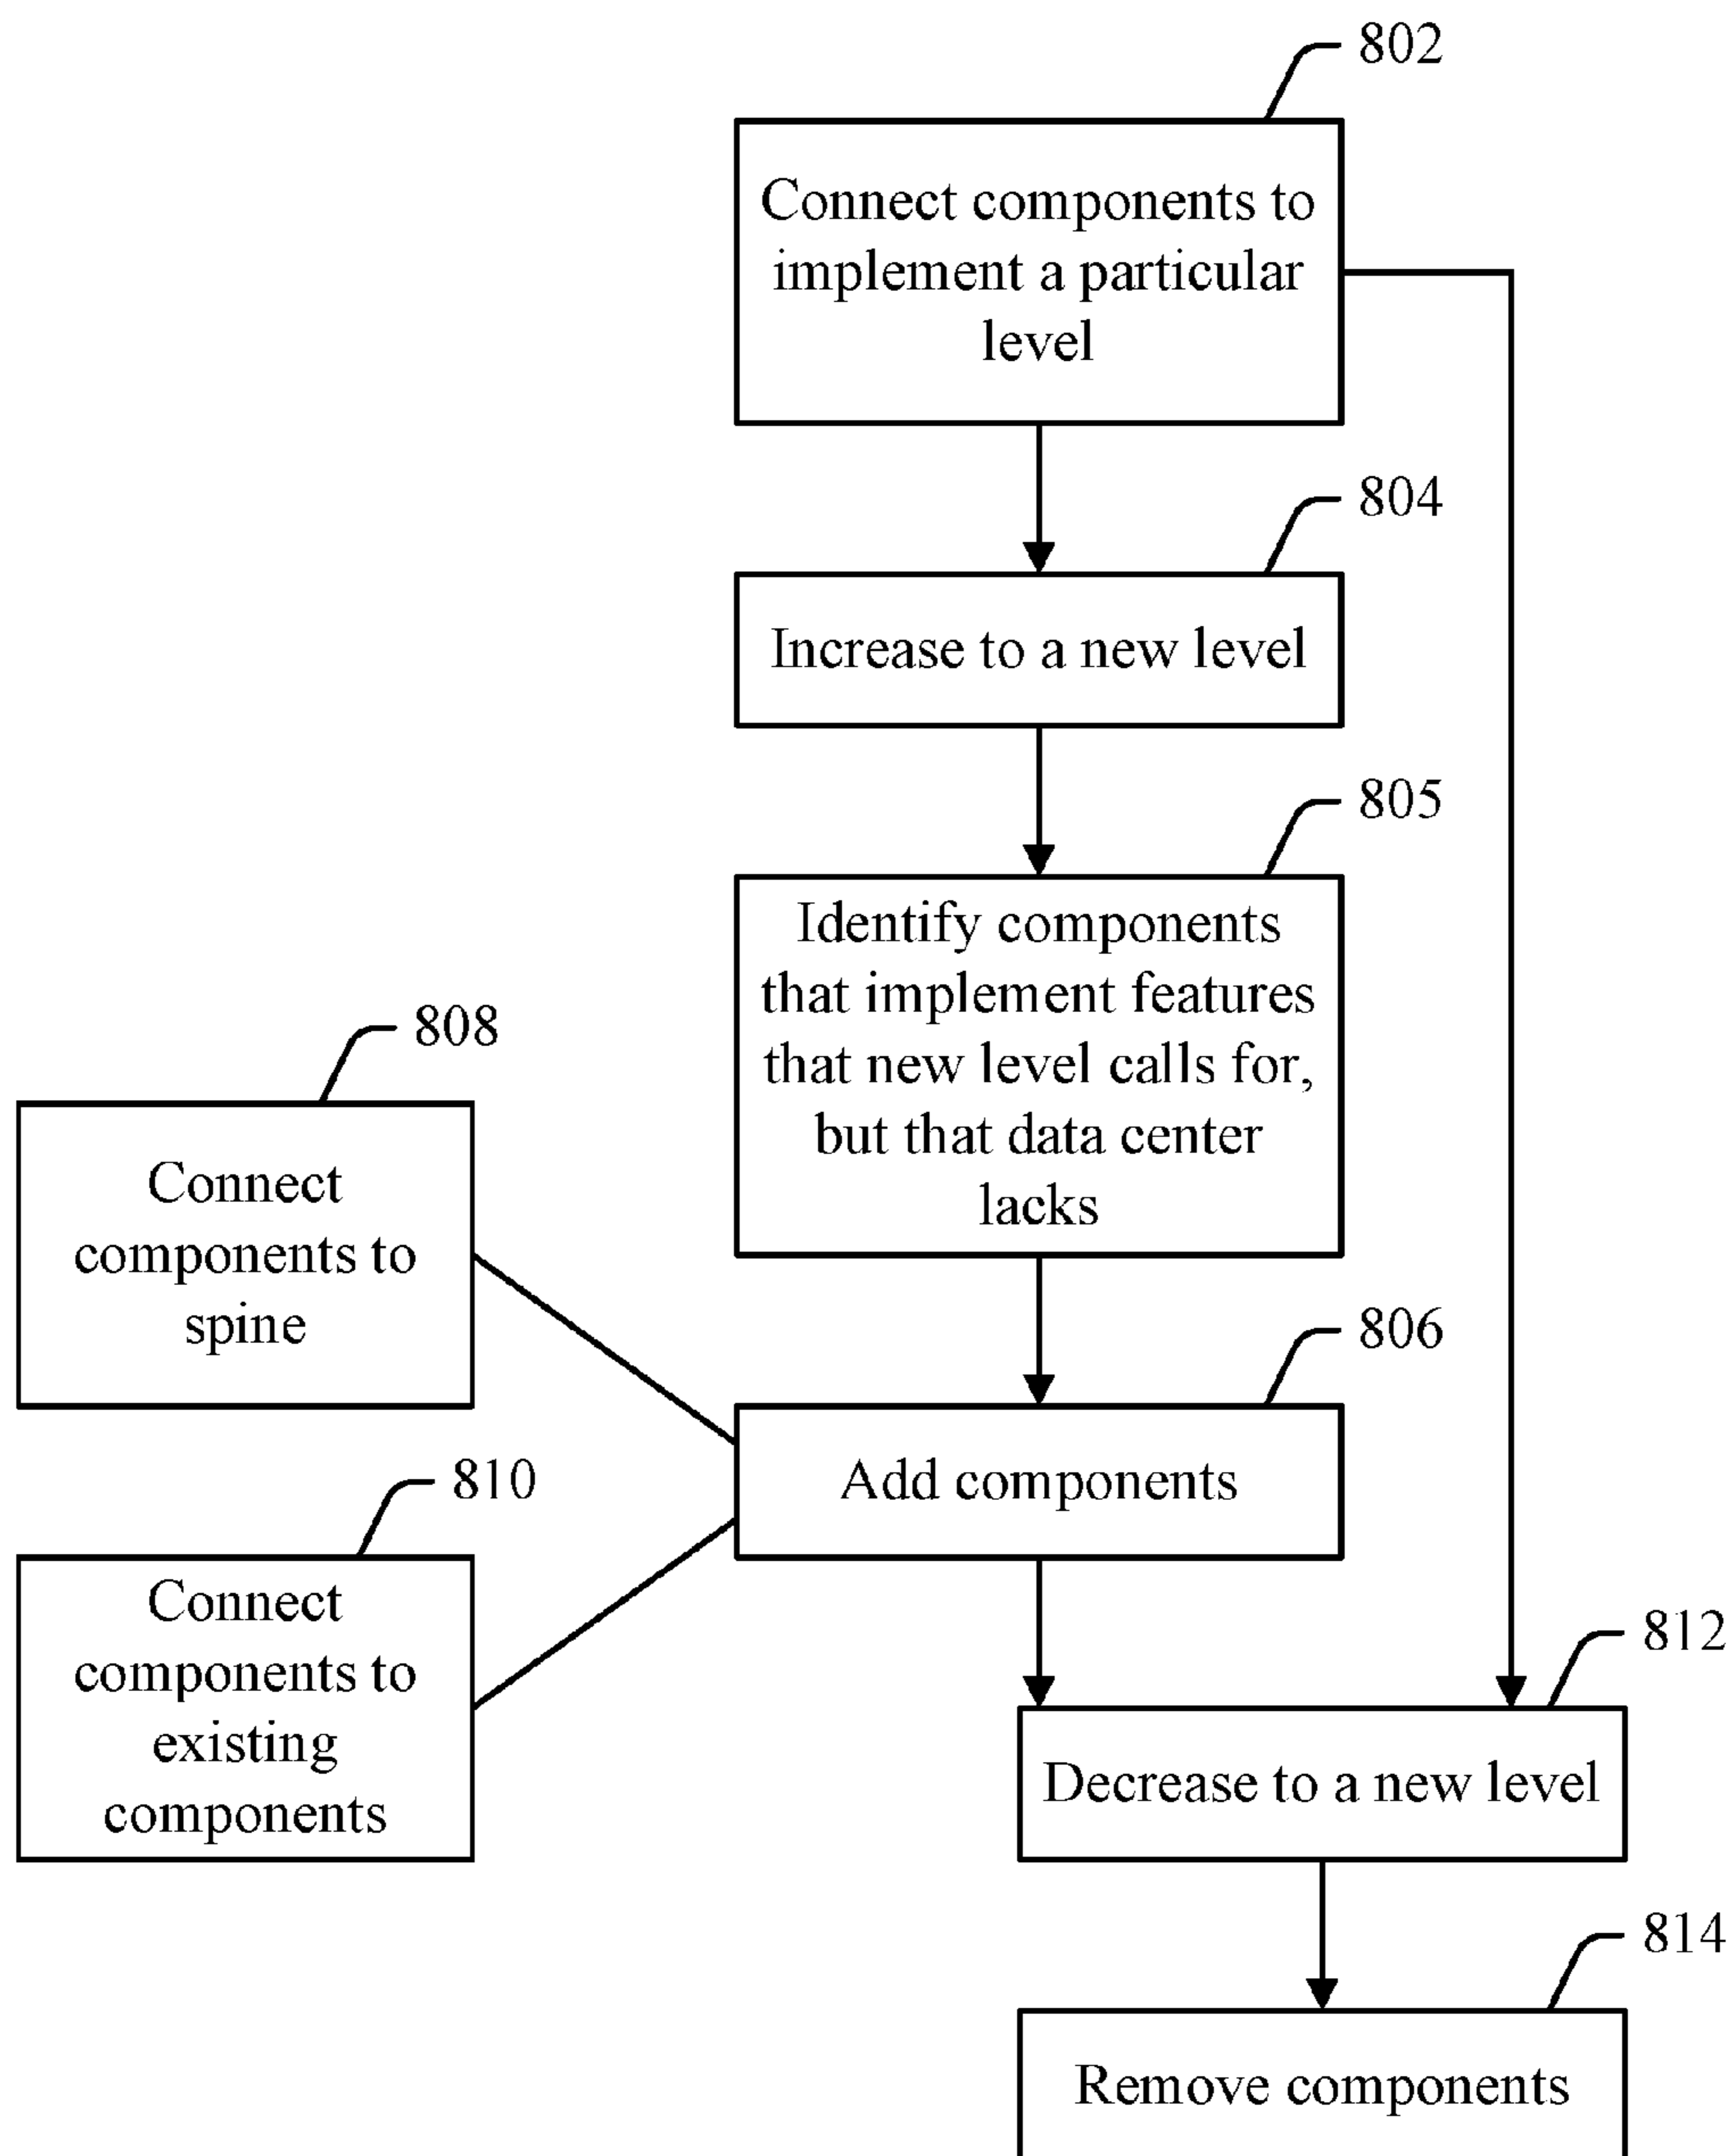 802
Connect components to
implement a particular
level
804
Increase to a new level
805
Identify components
that implement features
that new level calls for,
but that data center
lacks
808
Connect
components to
spine
806
Add components
810
Connect
components to
existing
components
812
Decrease to a new level
814
Remove components